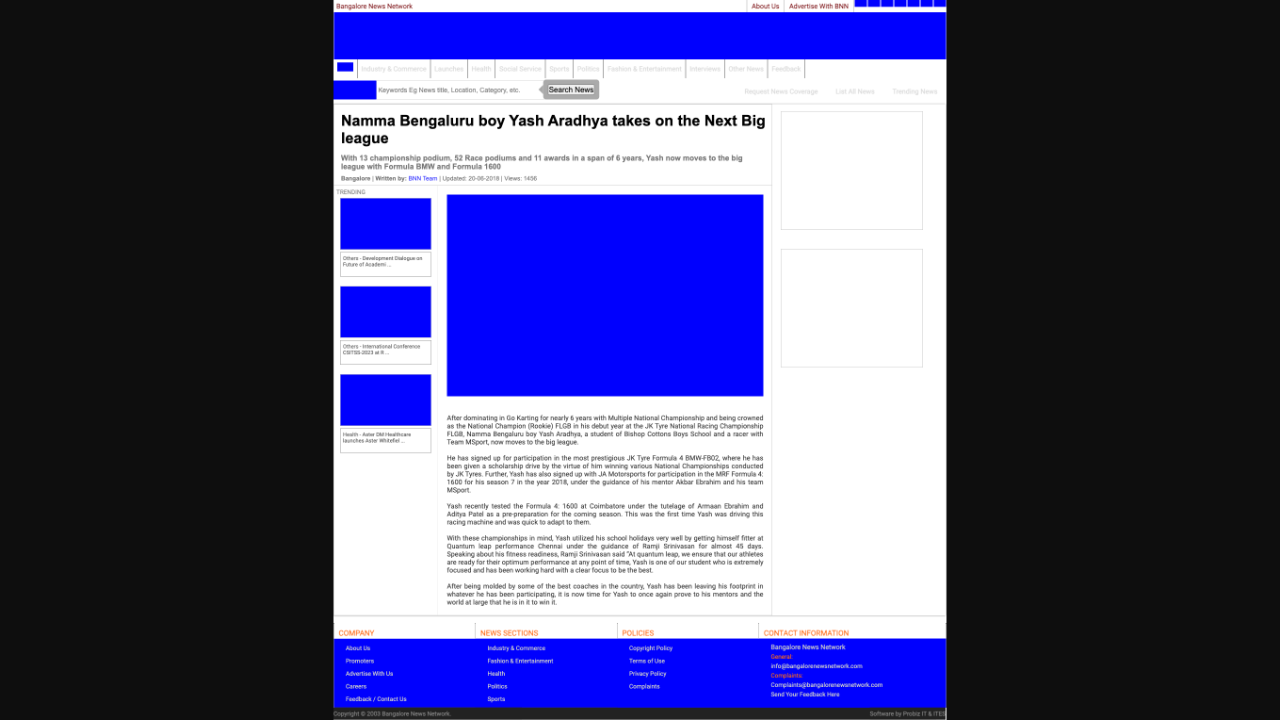 Bangalore News Network
About Us
Advertise With BNN
Industry & Commerce
Launches
Health
Social Service
Sports
Politics
Fashion & Entertainment
Interviews
Other News
Feedback
Keywords Eg News title, Location, Category, etc.
Search News
Request News Coverage
List All News
Trending News
Namma Bengaluru boy Yash Aradhya takes on the Next Big
league
With 13 championship podium, 52 Race podiums and 11 awards in a span of 6 years, Yash now moves to the big
league with Formula BMW and Formula 1600
Bangalore | Written by: BNN Team | Updated: 20-06-2018 | Views: 1456
TRENDING
Others - Development Dialogue on
Future of Academi ...
Others - International Conference
CSITSS-2023 at R ...
Health - Aster DM Healthcare
launches Aster Whitefiel ...
After dominating in Go Karting for nearly 6 years with Multiple National Championship and being crowned
as the National Champion (Rookie) FLGB in his debut year at the JK Tyre National Racing Championship
FLGB, Namma Bengaluru boy Yash Aradhya, a student of Bishop Cottons Boys School and a racer with
Team MSport, now moves to the big league.
He has signed up for participation in the most prestigious JK Tyre Formula 4 BMW-FB02, where he has
been given a scholarship drive by the virtue of him winning various National Championships conducted
by JK Tyres. Further, Yash has also signed up with JA Motorsports for participation in the MRF Formula 4:
1600 for his season 7 in the year 2018, under the guidance of his mentor Akbar Ebrahim and his team
MSport.
Yash recently tested the Formula 4: 1600 at Coimbatore under the tutelage of Armaan Ebrahim and
Aditya Patel as a pre-preparation for the coming season. This was the first time Yash was driving this
racing machine and was quick to adapt to them.
With these championships in mind, Yash utilized his school holidays very well by getting himself fitter at
Quantum leap performance Chennai under the guidance of Ramji Srinivasan for almost 45 days.
Speaking about his fitness readiness, Ramji Srinivasan said "At quantum leap, we ensure that our athletes
are ready for their optimum performance at any point of time, Yash is one of our student who is extremely
focused and has been working hard with a clear focus to be the best.
After being molded by some of the best coaches in the country, Yash has been leaving his footprint in
whatever he has been participating, it is now time for Yash to once again prove to his mentors and the
world at large that he is in it to win it.
COMPANY
About Us
Promoters
Advertise With Us
Careers
Feedback / Contact Us
NEWS SECTIONS
Industry & Commerce
Fashion & Entertainment
Health
Politics
Sports
POLICIES
Copyright Policy
Terms of Use
Privacy Policy
Complaints
CONTACT INFORMATION
Bangalore News Network
General:
info@bangalorenewsnetwork.com
Complaints:
Complaints@bangalorenewsnetwork.com
Send Your Feedback Here
Copyright © 2003 Bangalore News Network.
Software by Probiz IT & ITES